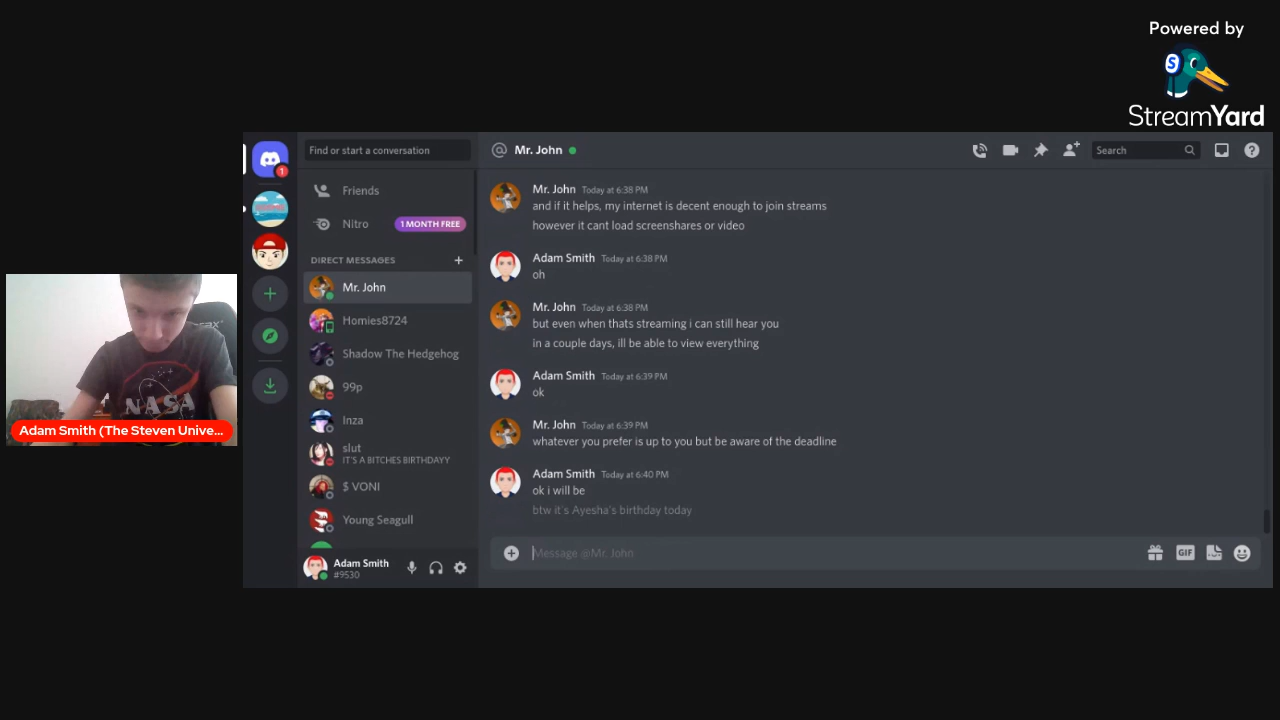 Powered by
StreamYard
Find or start a conversation
Friends
Nitro
1 MONTH FREE
DIRECT MESSAGES
Mr. John
Homies8724
Shadow The Hedgehog
99p
Inza
slut
IT'S A BITCHES BIRTHDAYY
$ VONI
Young Seagull
Adam Smith
#9530
Mr. John
Search
Mr. John Today at 6:38 PM
and if it helps, my internet is decent enough to join streams
however it cant load screenshares or video
Adam Smith Today at 6:38 PM
oh
Mr. John Today at 6:38 PM
but even when thats streaming i can still hear you
in a couple days, ill be able to view everything
Adam Smith Today at 6:39 PM
ok
Mr. John Today at 6:39 PM
whatever you prefer is up to you but be aware of the deadline
Adam Smith Today at 6:40 PM
ok i will be
btw it's Ayesha's birthday today
Message @Mr. John
NASA
Adam Smith (The Steven Unive...
1
S